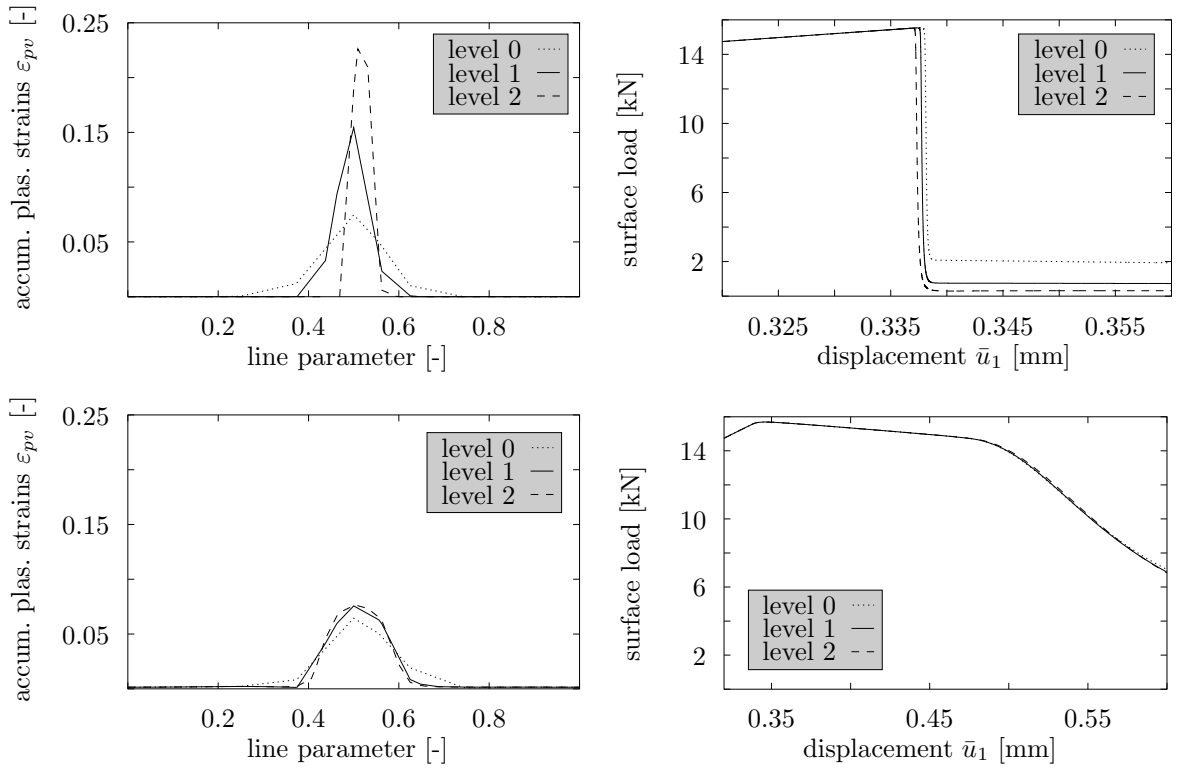 accum. plas. strains εpv [-]
0.25
0.15
0.05
0.2 0.4 0.6 0.8
line parameter [-]
level 0
level 1
level 2
surface load [kN]
14
10
6
2
0.325 0.335 0.345 0.355
displacement ū1 [mm]
level 0
level 1
level 2
accum. plas. strains εpv [-]
0.25
0.15
0.05
0.2 0.4 0.6 0.8
line parameter [-]
level 0
level 1
level 2
surface load [kN]
14
10
6
2
0.35 0.45 0.55
displacement ū1 [mm]
level 0
level 1
level 2